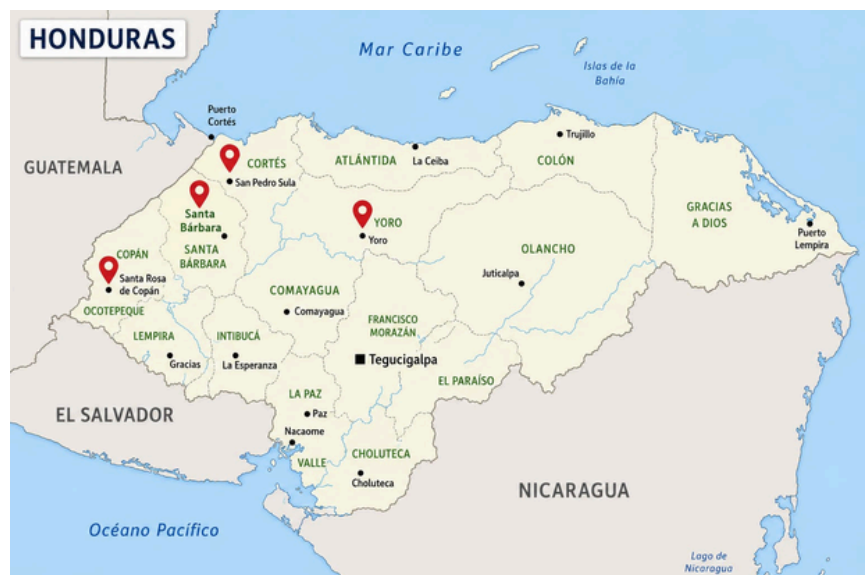 HONDURAS
Mar Caribe
Islas de la
Bahía
Puerto
Cortés
GUATEMALA
CORTÉS
San Pedro Sula
ATLÁNTIDA
La Ceiba
Trujillo
COLÓN
Santa
Bárbara
SANTA
BÁRBARA
YORO
Yoro
GRACIAS
A DIOS
Puerto
Lempira
COPÁN
Santa Rosa
de Copán
OLANCHO
Juticalpa
OCOTEPEQUE
COMAYAGUA
Comayagua
FRANCISCO
MORAZÁN
LEMPIRA
Gracias
INTIBUCÁ
La Esperanza
Tegucigalpa
EL PARAÍSO
LA PAZ
Paz
EL SALVADOR
Nacaome
VALLE
CHOLUTECA
Choluteca
NICARAGUA
Océano Pacífico
Lago de
Nicaragua